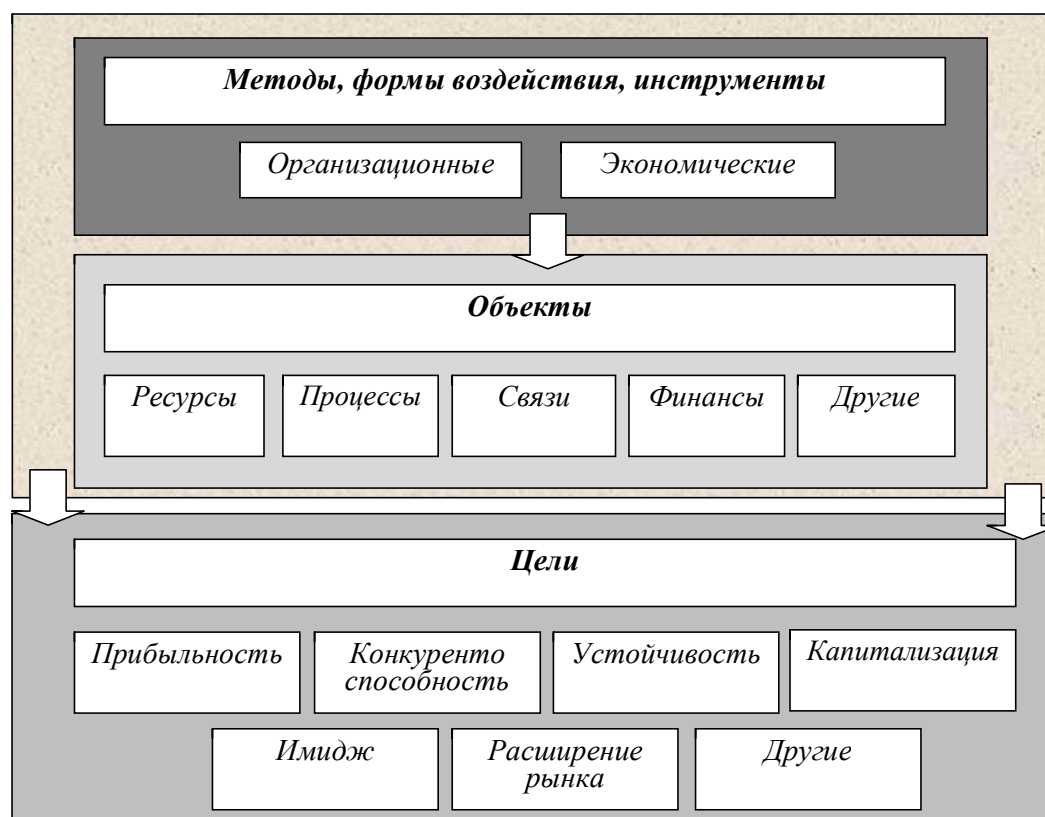 Методы, формы воздействия, инструменты
Организационные
Экономические
Объекты
Ресурсы
Процессы
Связи
Финансы
Другие
Цели
Прибыльность
Конкуренто
способность
Устойчивость
Капитализация
Имидж
Расширение
рынка
Другие